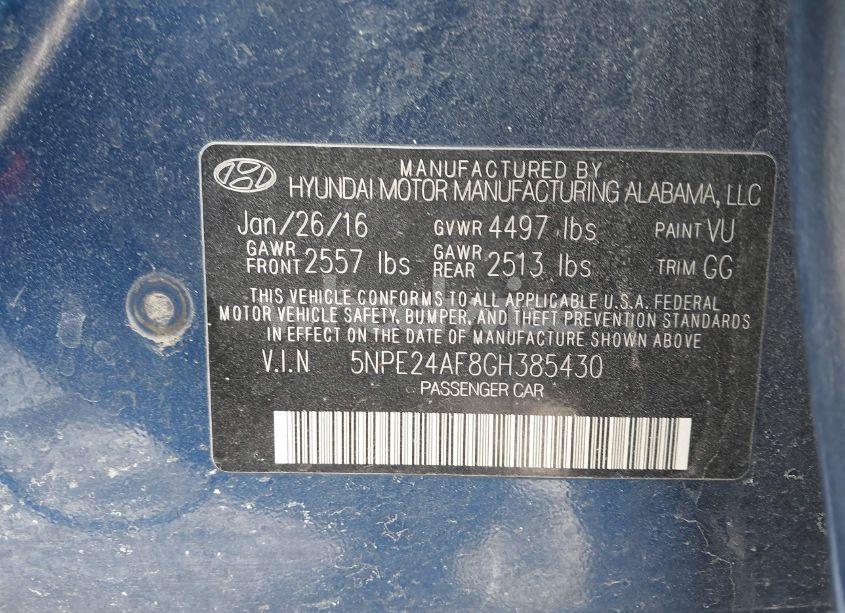 MANUFACTURED BY
HYUNDAI MOTOR MANUFACTURING ALABAMA, LLC
Jan/26/16 GVWR 4497 lbs PAINT VU
GAWR FRONT 2557 lbs GAWR REAR 2513 lbs TRIM GG
THIS VEHICLE CONFORMS TO ALL APPLICABLE U.S.A. FEDERAL
MOTOR VEHICLE SAFETY, BUMPER, AND THEFT PREVENTION STANDARDS
IN EFFECT ON THE DATE OF MANUFACTURE SHOWN ABOVE
V.I.N 5NPE24AF8GH385430
PASSENGER CAR